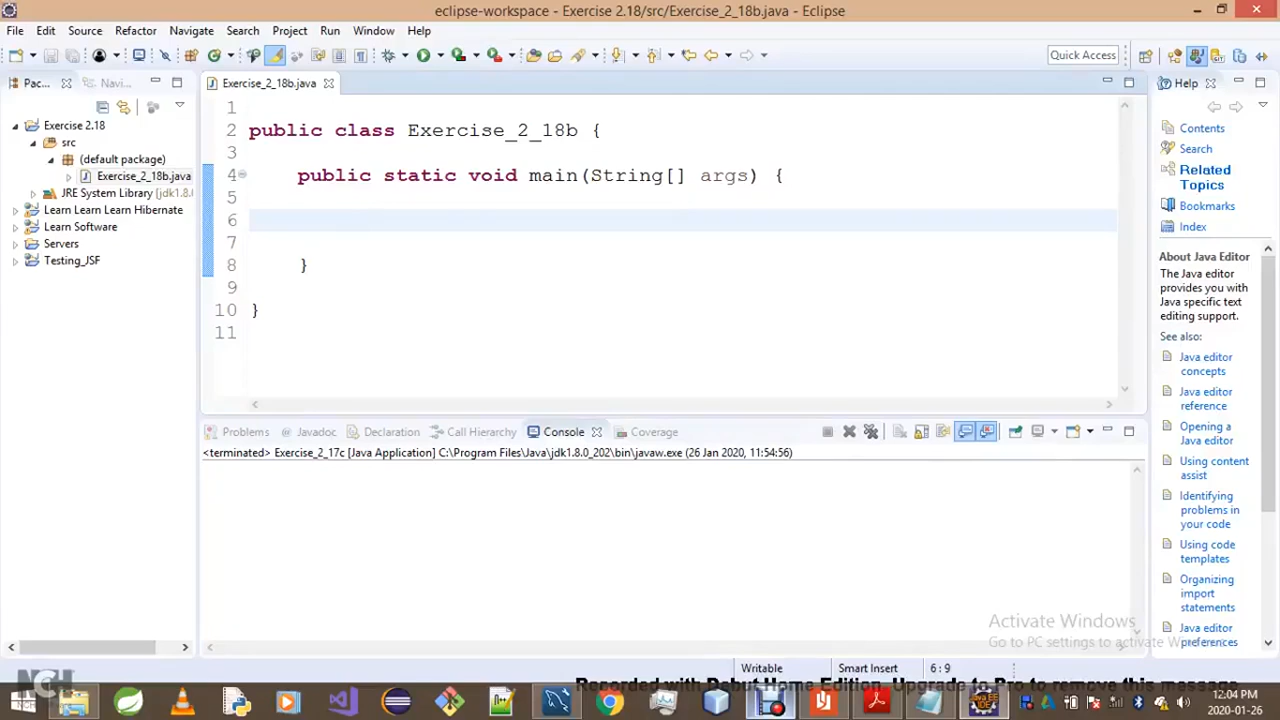 eclipse-workspace - Exercise 2.18/src/Exercise_2_18b.java - Eclipse
File Edit Source Refactor Navigate Search Project Run Window Help
Quick Access
Pac...
Navi...
Exercise 2.18
src
(default package)
Exercise_2_18b.java
JRE System Library [jdk1.8.0
Learn Learn Learn Hibernate
Learn Software
Servers
Testing_JSF
Exercise_2_18b.java
1
2 public class Exercise_2_18b {
3
4 public static void main(String[] args) {
5
6
7
8 }
9
10 }
11
Problems Javadoc Declaration Call Hierarchy Console Coverage
<terminated> Exercise_2_17c [Java Application] C:\Program Files\Java\jdk1.8.0_202\bin\javaw.exe (26 Jan 2020, 11:54:56)
Help
Contents
Search
Related
Topics
Bookmarks
Index
About Java Editor
The Java editor
provides you with
Java specific text
editing support.
See also:
Java editor
concepts
Java editor
reference
Opening a
Java editor
Using content
assist
Identifying
problems in
your code
Using code
templates
Organizing
import
statements
Java editor
preferences
Activate Windows
Go to PC settings to activate Windows.
Writable Smart Insert 6 : 9
NCH
Recorded with Debut Home Edition. Upgrade to Pro to remove this message
12:04 PM
2020-01-26